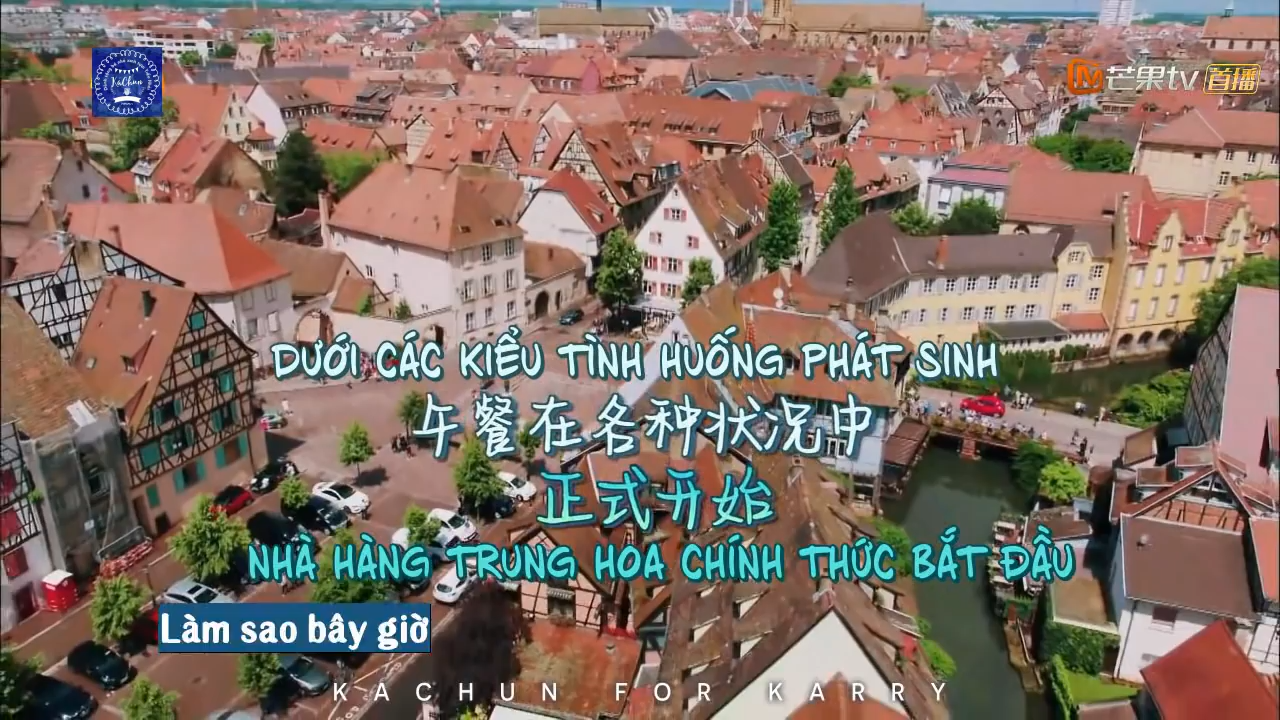 Kachun
芒果tv 首播
DƯỚI CÁC KIỂU TÌNH HUỐNG PHÁT SINH
午餐在各种状况中
正式开始
NHÀ HÀNG TRUNG HOA CHÍNH THỨC BẮT ĐẦU
Làm sao bây giờ
KACHUN FOR KARRY